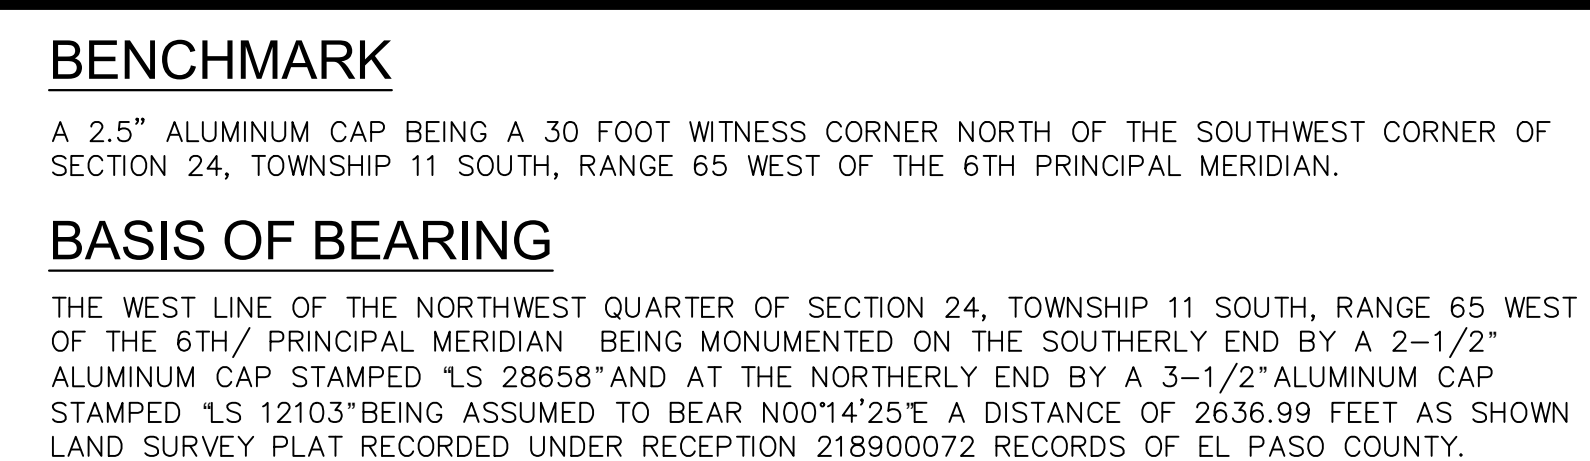 BENCHMARK
A 2.5” ALUMINUM CAP BEING A 30 FOOT WITNESS CORNER NORTH OF THE SOUTHWEST CORNER OF
SECTION 24, TOWNSHIP 11 SOUTH, RANGE 65 WEST OF THE 6TH PRINCIPAL MERIDIAN.
BASIS OF BEARING
THE WEST LINE OF THE NORTHWEST QUARTER OF SECTION 24, TOWNSHIP 11 SOUTH, RANGE 65 WEST
OF THE 6TH/ PRINCIPAL MERIDIAN BEING MONUMENTED ON THE SOUTHERLY END BY A 2-1/2"
ALUMINUM CAP STAMPED “LS 28658” AND AT THE NORTHERLY END BY A 3-1/2" ALUMINUM CAP
STAMPED “LS 12103” BEING ASSUMED TO BEAR N00°14'25"E A DISTANCE OF 2636.99 FEET AS SHOWN
LAND SURVEY PLAT RECORDED UNDER RECEPTION 218900072 RECORDS OF EL PASO COUNTY.